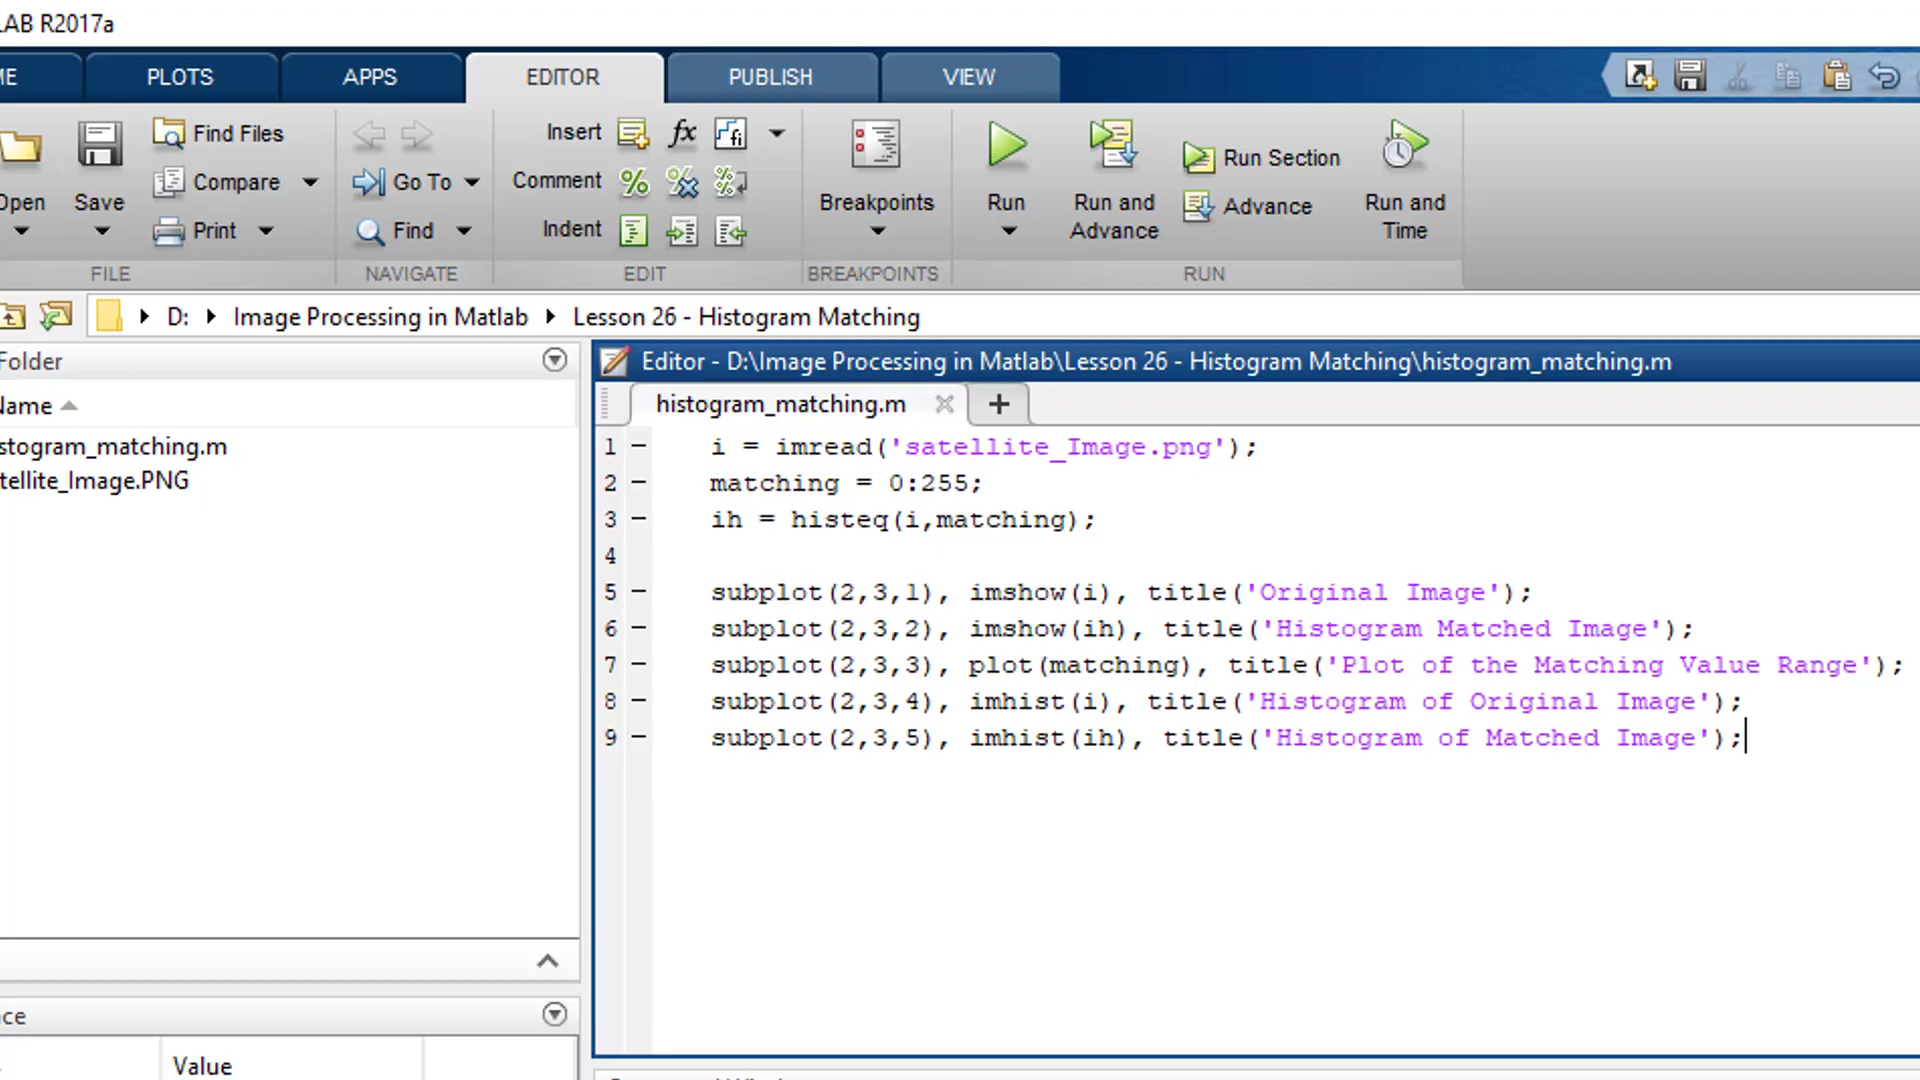 LAB R2017a
ME PLOTS APPS EDITOR PUBLISH VIEW
Find Files Insert fx
Compare Go To Comment % Run Section
Open Save Breakpoints Run Run and Advance Advance Run and Time
Print Find Indent
FILE NAVIGATE EDIT BREAKPOINTS RUN
D: Image Processing in Matlab Lesson 26 - Histogram Matching
Folder
Editor - D:\Image Processing in Matlab\Lesson 26 - Histogram Matching\histogram_matching.m
Name
histogram_matching.m +
stogram_matching.m
tellite_Image.PNG
1 - i = imread('satellite_Image.png');
2 - matching = 0:255;
3 - ih = histeq(i,matching);
4
5 - subplot(2,3,1), imshow(i), title('Original Image');
6 - subplot(2,3,2), imshow(ih), title('Histogram Matched Image');
7 - subplot(2,3,3), plot(matching), title('Plot of the Matching Value Range');
8 - subplot(2,3,4), imhist(i), title('Histogram of Original Image');
9 - subplot(2,3,5), imhist(ih), title('Histogram of Matched Image');
ce
Value